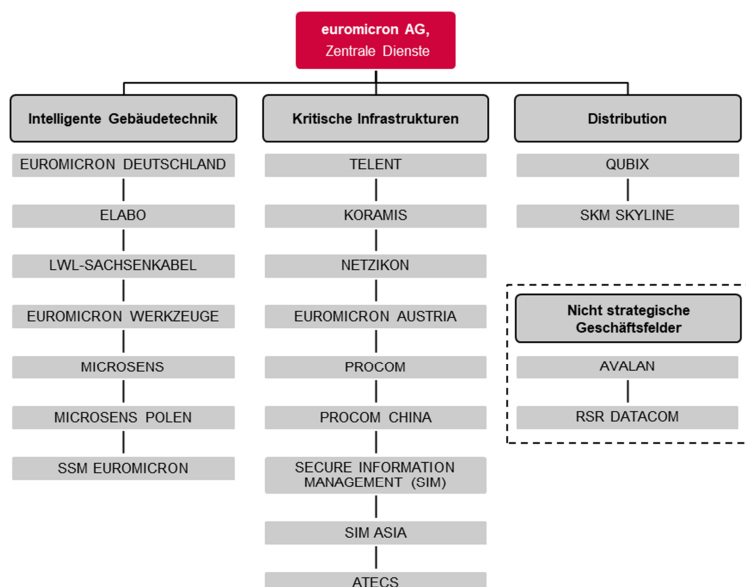 euromicron AG,
Zentrale Dienste
Intelligente Gebäudetechnik
EUROMICRON DEUTSCHLAND
ELABO
LWL-SACHSENKABEL
EUROMICRON WERKZEUGE
MICROSENS
MICROSENS POLEN
SSM EUROMICRON
Kritische Infrastrukturen
TELENT
KORAMIS
NETZIKON
EUROMICRON AUSTRIA
PROCOM
PROCOM CHINA
SECURE INFORMATION
MANAGEMENT (SIM)
SIM ASIA
ATECS
Distribution
QUBIX
SKM SKYLINE
Nicht strategische
Geschäftsfelder
AVALAN
RSR DATACOM